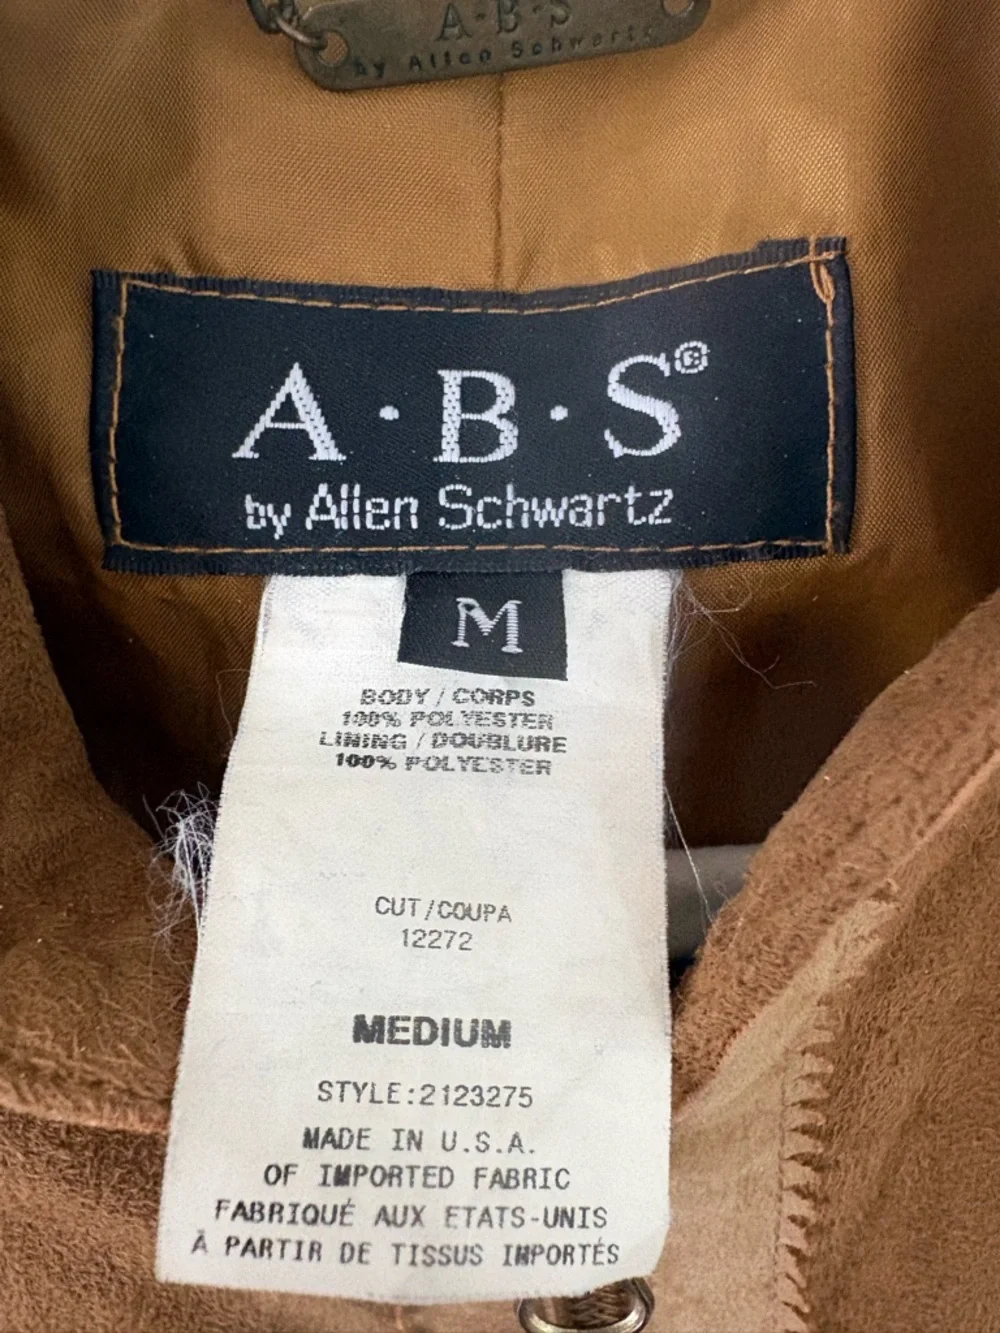 A·B·S
by Allen Schwartz
A·B·S®
by Allen Schwartz
M
BODY / CORPS
100% POLYESTER
LINING / DOUBLURE
100% POLYESTER
CUT/COUPA
12272
MEDIUM
STYLE:2123275
MADE IN U.S.A.
OF IMPORTED FABRIC
FABRIQUÉ AUX ETATS-UNIS
À PARTIR DE TISSUS IMPORTÉS